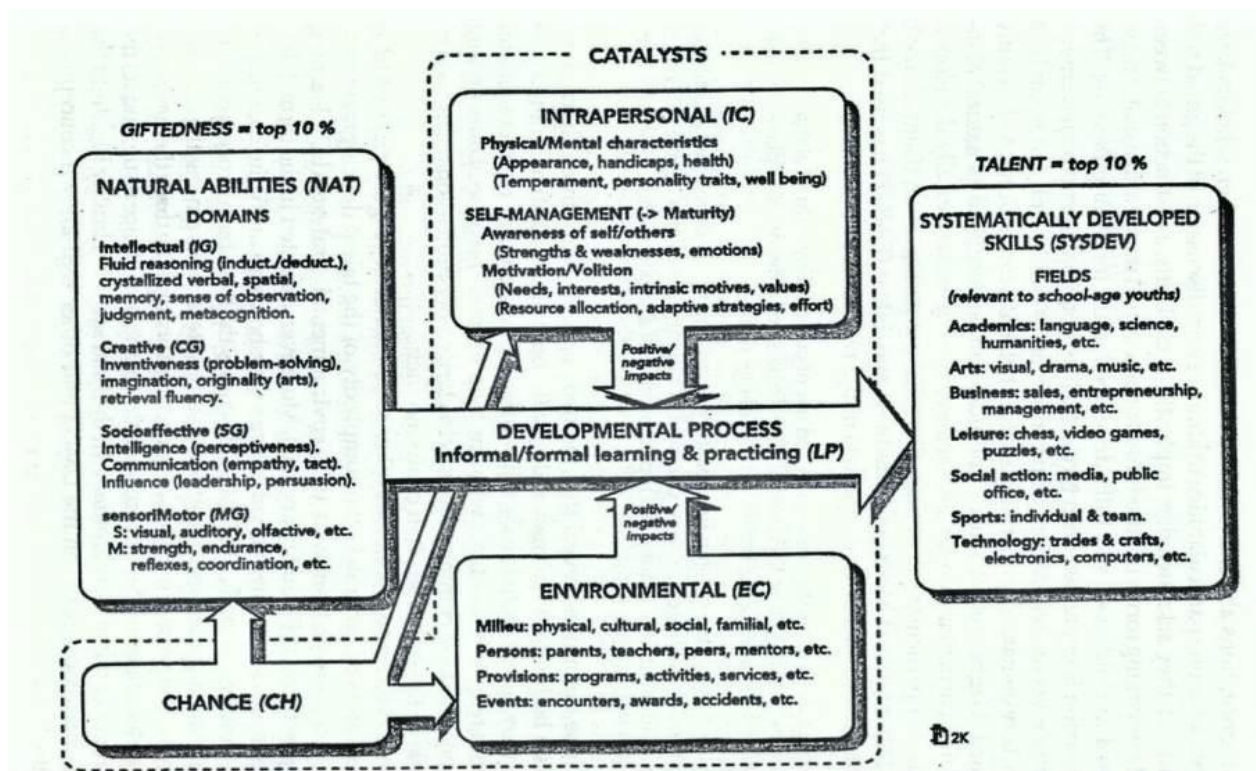 CATALYSTS
GIFTEDNESS = top 10 %
NATURAL ABILITIES (NAT)
DOMAINS
Intellectual (IG)
Fluid reasoning (induct./deduct.),
crystallized verbal, spatial,
memory, sense of observation,
judgment, metacognition.
Creative (CG)
Inventiveness (problem-solving),
imagination, originality (arts),
retrieval fluency.
Socioaffective (SG)
Intelligence (perceptiveness).
Communication (empathy, tact).
Influence (leadership, persuasion).
sensoriMotor (MG)
S: visual, auditory, olfactive, etc.
M: strength, endurance,
reflexes, coordination, etc.
INTRAPERSONAL (IC)
Physical/Mental characteristics
(Appearance, handicaps, health)
(Temperament, personality traits, well being)
SELF-MANAGEMENT (-> Maturity)
Awareness of self/others
(Strengths & weaknesses, emotions)
Motivation/Volition
(Needs, interests, intrinsic motives, values)
(Resource allocation, adaptive strategies, effort)
Positive/
negative
impacts
DEVELOPMENTAL PROCESS
Informal/formal learning & practicing (LP)
Positive/
negative
impacts
ENVIRONMENTAL (EC)
Milieu: physical, cultural, social, familial, etc.
Persons: parents, teachers, peers, mentors, etc.
Provisions: programs, activities, services, etc.
Events: encounters, awards, accidents, etc.
CHANCE (CH)
TALENT = top 10 %
SYSTEMATICALLY DEVELOPED
SKILLS (SYSDEV)
FIELDS
(relevant to school-age youths)
Academics: language, science,
humanities, etc.
Arts: visual, drama, music, etc.
Business: sales, entrepreneurship,
management, etc.
Leisure: chess, video games,
puzzles, etc.
Social action: media, public
office, etc.
Sports: individual & team.
Technology: trades & crafts,
electronics, computers, etc.
2K